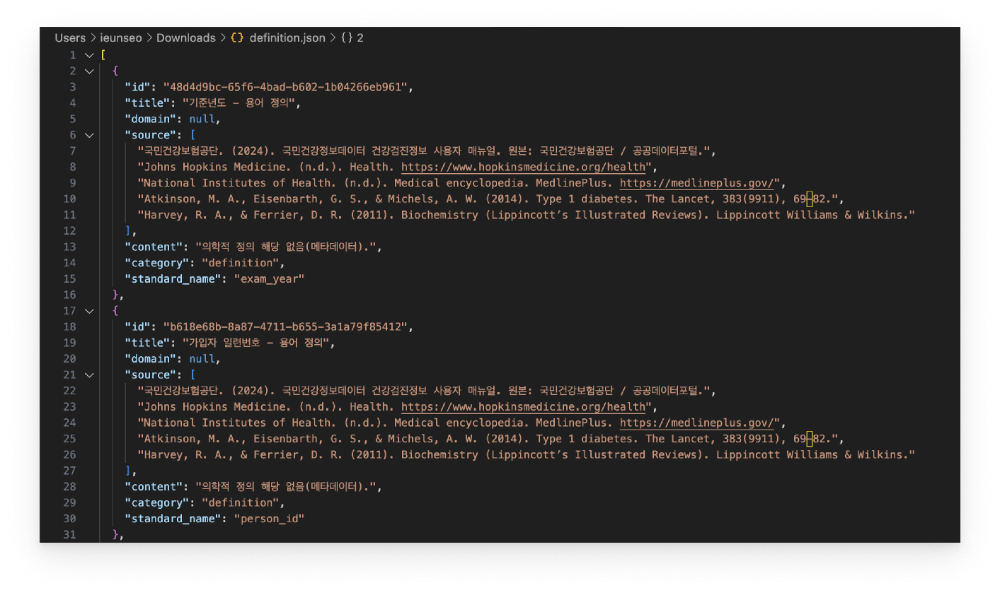 Users > ieunseo > Downloads > {} definition.json > {} 2
1 [
2 {
3 "id": "48d4d9bc-65f6-4bad-b602-1b04266eb961",
4 "title": "기준년도 – 용어 정의",
5 "domain": null,
6 "source": [
7 "국민건강보험공단. (2024). 국민건강정보데이터 건강검진정보 사용자 매뉴얼. 원본: 국민건강보험공단 / 공공데이터포털.",
8 "Johns Hopkins Medicine. (n.d.). Health. https://www.hopkinsmedicine.org/health",
9 "National Institutes of Health. (n.d.). Medical encyclopedia. MedlinePlus. https://medlineplus.gov/",
10 "Atkinson, M. A., Eisenbarth, G. S., & Michels, A. W. (2014). Type 1 diabetes. The Lancet, 383(9911), 69–82.",
11 "Harvey, R. A., & Ferrier, D. R. (2011). Biochemistry (Lippincott’s Illustrated Reviews). Lippincott Williams & Wilkins."
12 ],
13 "content": "의학적 정의 해당 없음(메타데이터).",
14 "category": "definition",
15 "standard_name": "exam_year"
16 },
17 {
18 "id": "b618e68b-8a87-4711-b655-3a1a79f85412",
19 "title": "가입자 일련번호 – 용어 정의",
20 "domain": null,
21 "source": [
22 "국민건강보험공단. (2024). 국민건강정보데이터 건강검진정보 사용자 매뉴얼. 원본: 국민건강보험공단 / 공공데이터포털.",
23 "Johns Hopkins Medicine. (n.d.). Health. https://www.hopkinsmedicine.org/health",
24 "National Institutes of Health. (n.d.). Medical encyclopedia. MedlinePlus. https://medlineplus.gov/",
25 "Atkinson, M. A., Eisenbarth, G. S., & Michels, A. W. (2014). Type 1 diabetes. The Lancet, 383(9911), 69–82.",
26 "Harvey, R. A., & Ferrier, D. R. (2011). Biochemistry (Lippincott’s Illustrated Reviews). Lippincott Williams & Wilkins."
27 ],
28 "content": "의학적 정의 해당 없음(메타데이터).",
29 "category": "definition",
30 "standard_name": "person_id"
31 },